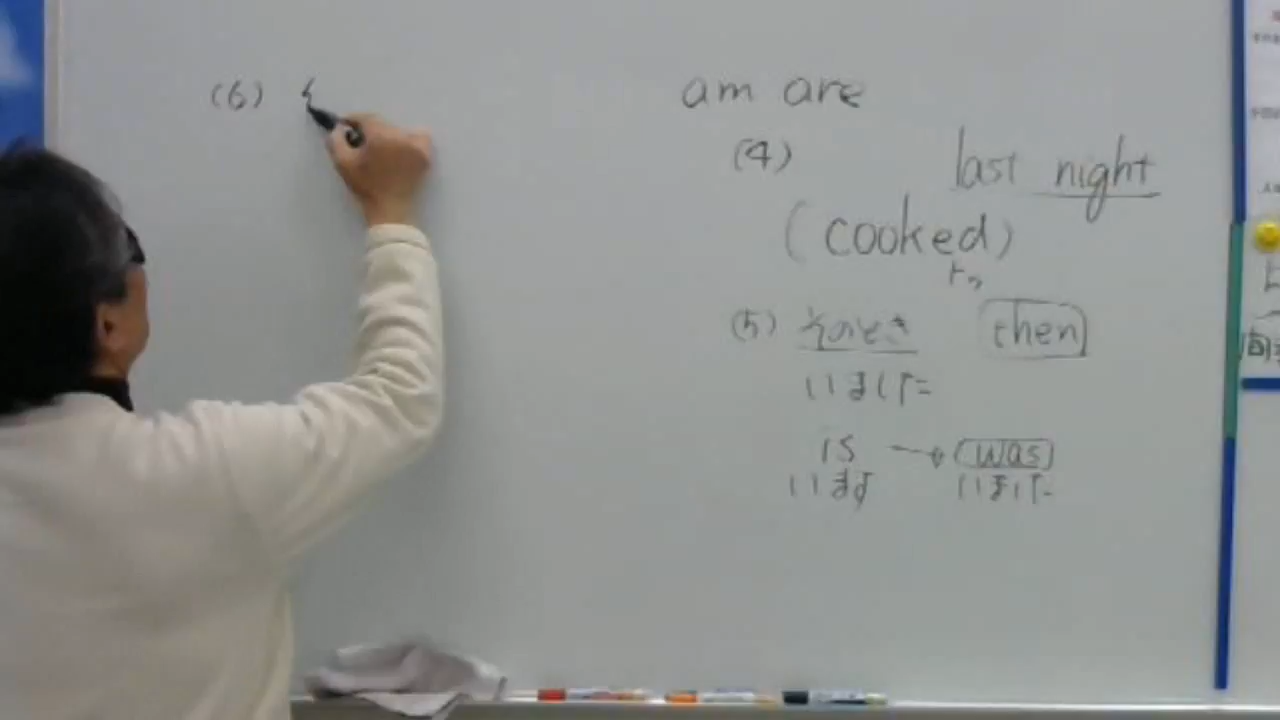 (6)
am are
(4)
last night
(cooked)
トッ
(5) そのとき then
いました
is → was
います いました